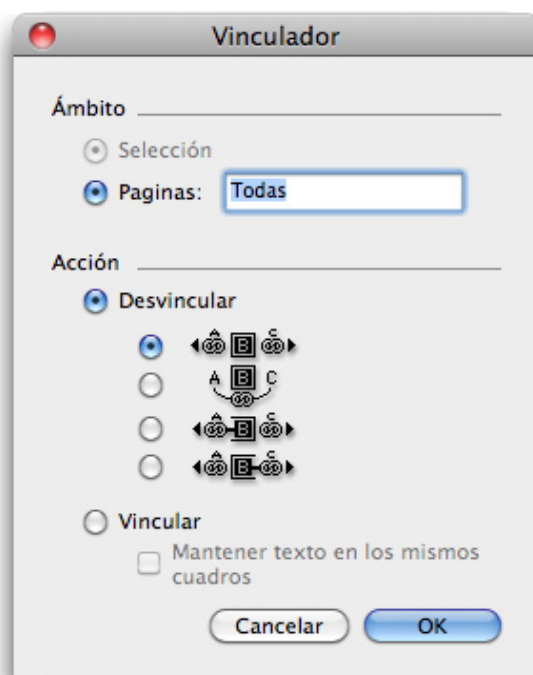 Vinculador
Ámbito
Selección
Paginas: Todas
Acción
Desvincular
A B C
A B C
A B C
A B C
Vincular
Mantener texto en los mismos
cuadros
Cancelar OK